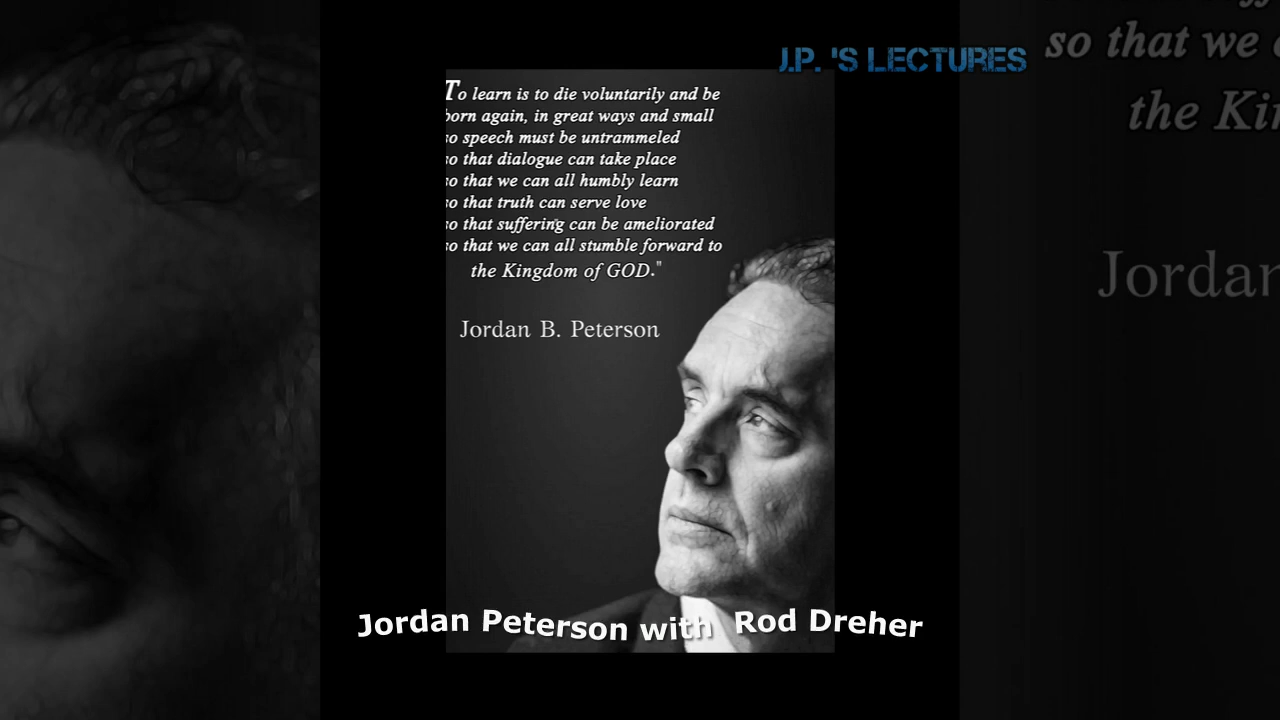 J.P. 'S LECTURES
To learn is to die voluntarily and be
born again, in great ways and small
so speech must be untrammeled
so that dialogue can take place
so that we can all humbly learn
so that truth can serve love
so that suffering can be ameliorated
so that we can all stumble forward to
the Kingdom of GOD."
Jordan B. Peterson
Jordan Peterson with Rod Dreher
so that we
the Ki
Jordan